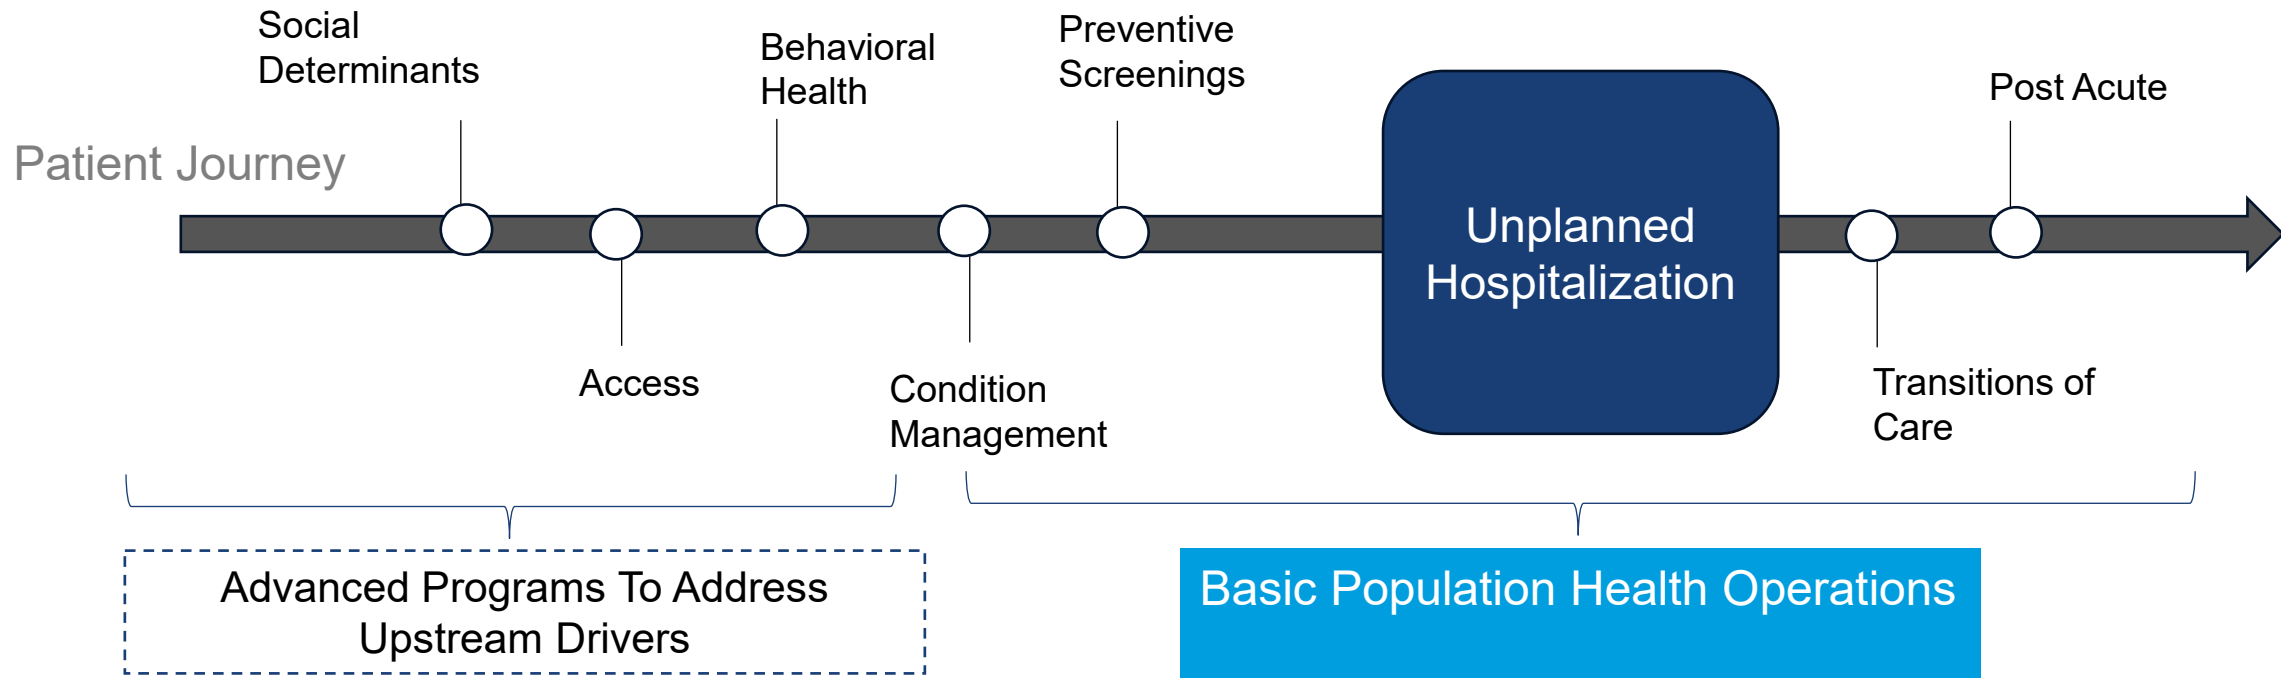 Social
Determinants
Behavioral
Health
Preventive
Screenings
Post Acute
Patient Journey
Unplanned
Hospitalization
Access
Condition
Management
Transitions of
Care
Advanced Programs To Address
Upstream Drivers
Basic Population Health Operations